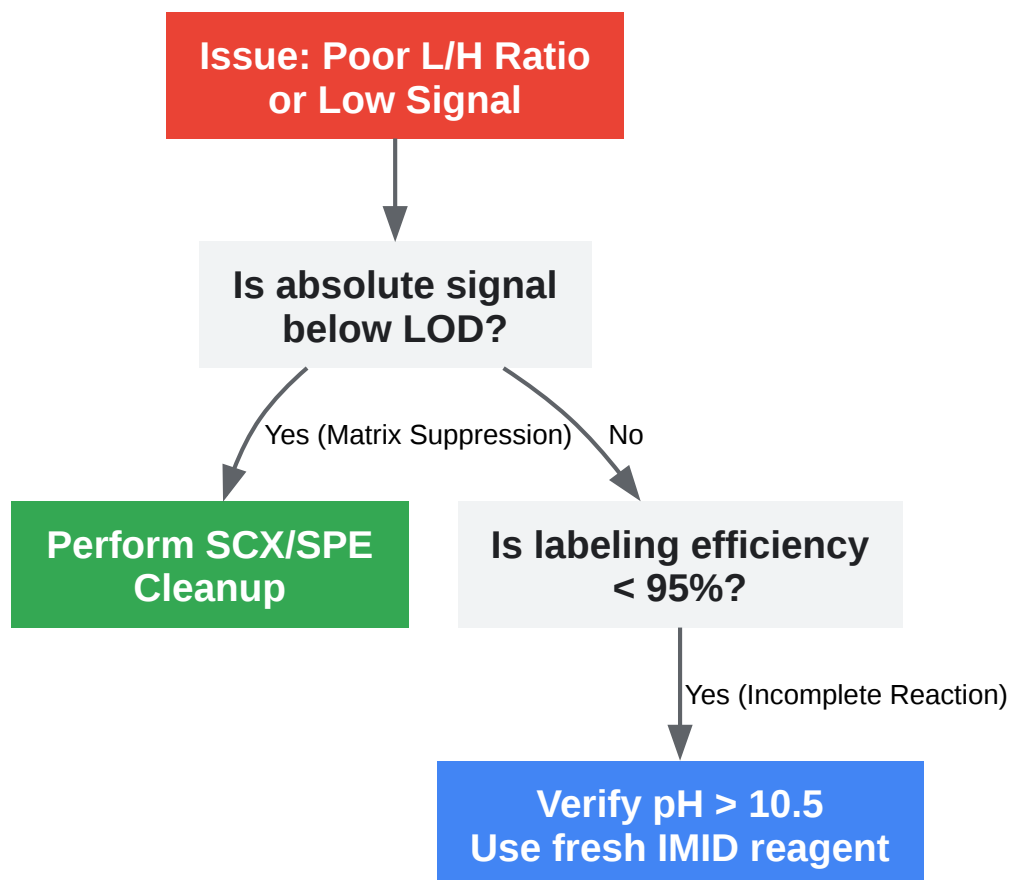 Issue: Poor L/H Ratio
or Low Signal
Is absolute signal
below LOD?
Yes (Matrix Suppression)
No
Perform SCX/SPE
Cleanup
Is labeling efficiency
< 95%?
Yes (Incomplete Reaction)
Verify pH > 10.5
Use fresh IMID reagent